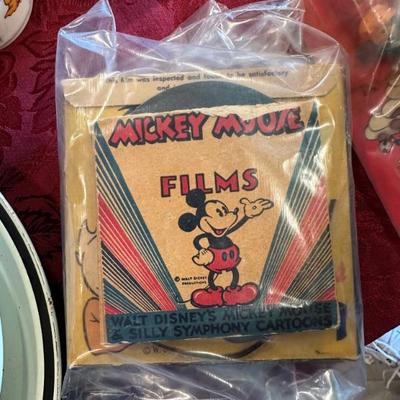 film was inspected and found to be satisfactory
and
MICKEY MOUSE
FILMS
© WALT DISNEY
PRODUCTIONS
WALT DISNEY'S MICKEY MOUSE
& SILLY SYMPHONY CARTOONS
© W.